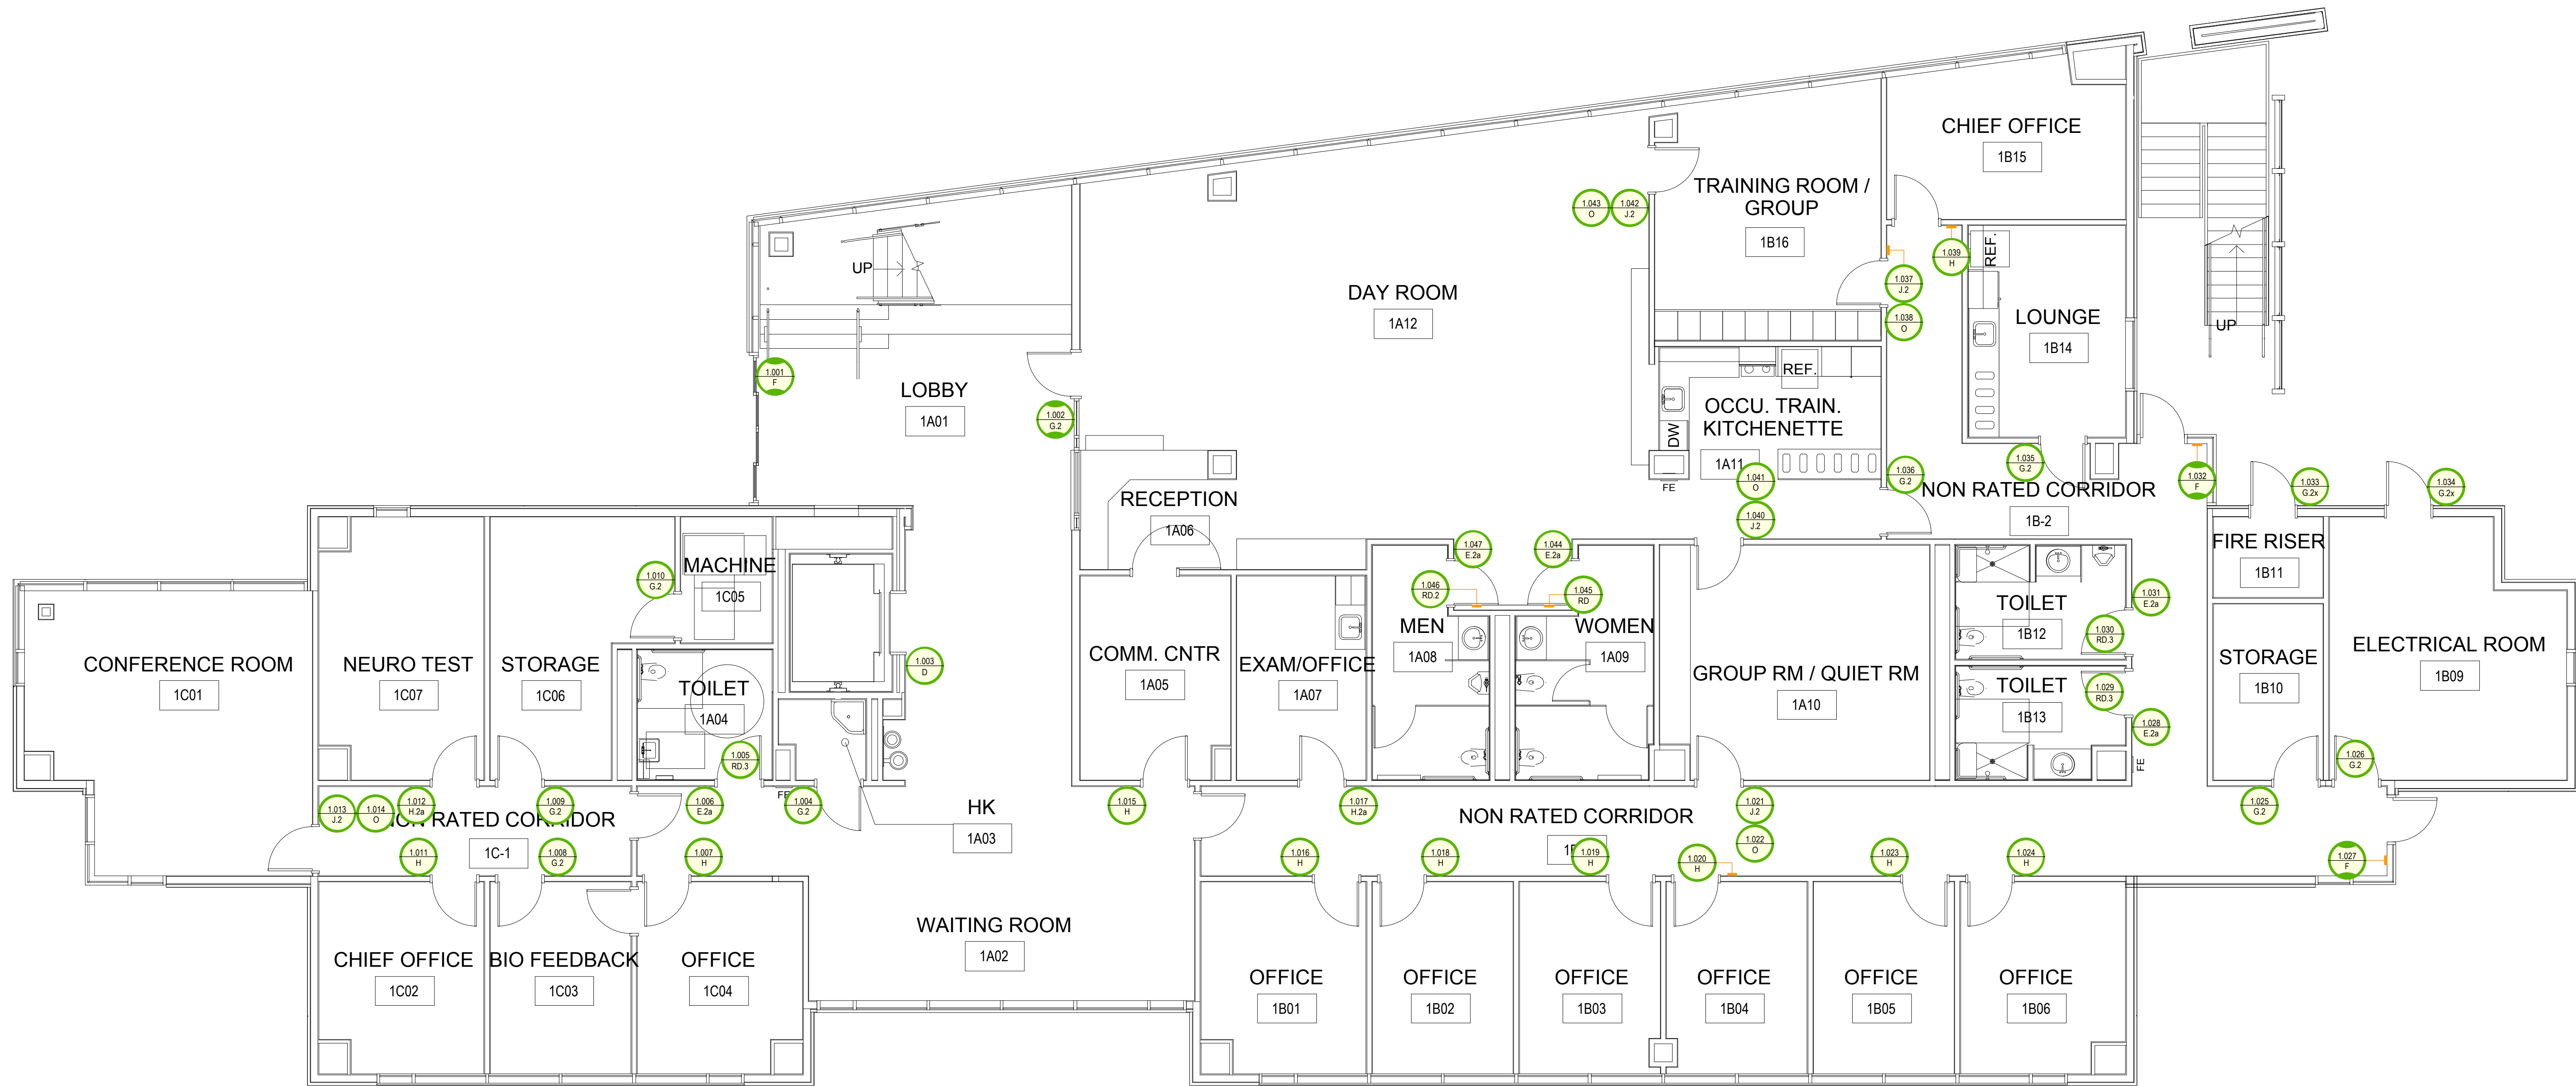 CHIEF OFFICE
1B15
TRAINING ROOM /
GROUP
1B16
1.043
O
1.042
J.2
1.039
H
REF.
1.037
J.2
1.038
O
UP
UP
DAY ROOM
1A12
LOUNGE
1B14
1.001
F
LOBBY
1A01
1.002
G.2
REF.
OCCU. TRAIN.
KITCHENETTE
DW
1A11
FE
1.041
O
1.040
J.2
1.036
G.2
1.035
G.2
1.032
F
1.033
G.2x
1.034
G.2x
NON RATED CORRIDOR
1B-2
RECEPTION
1A06
1.047
E.2a
1.044
E.2a
1.046
RD.2
1.045
RD
FIRE RISER
1B11
MACHINE
1C05
1.010
G.2
1.031
E.2a
TOILET
1B12
1.030
RD.3
MEN
1A08
WOMEN
1A09
COMM. CNTR
1A05
EXAM/OFFICE
1A07
GROUP RM / QUIET RM
1A10
STORAGE
1B10
ELECTRICAL ROOM
1B09
CONFERENCE ROOM
1C01
NEURO TEST
1C07
STORAGE
1C06
TOILET
1A04
1.003
D
TOILET
1B13
1.029
RD.3
1.028
E.2a
FE
1.026
G.2
1.005
RD.3
FE
1.013
J.2
1.014
O
1.012
H.2a
1.009
G.2
1.006
E.2a
1.004
G.2
HK
1A03
1.015
H
1.017
H.2a
1.021
J.2
1.022
O
1.025
G.2
NON RATED CORRIDOR
1C-1
NON RATED CORRIDOR
1.011
H
1.008
G.2
1.007
H
1.016
H
1.018
H
1.019
H
1.020
H
1.023
H
1.024
H
1.027
F
WAITING ROOM
1A02
CHIEF OFFICE
1C02
BIO FEEDBACK
1C03
OFFICE
1C04
OFFICE
1B01
OFFICE
1B02
OFFICE
1B03
OFFICE
1B04
OFFICE
1B05
OFFICE
1B06